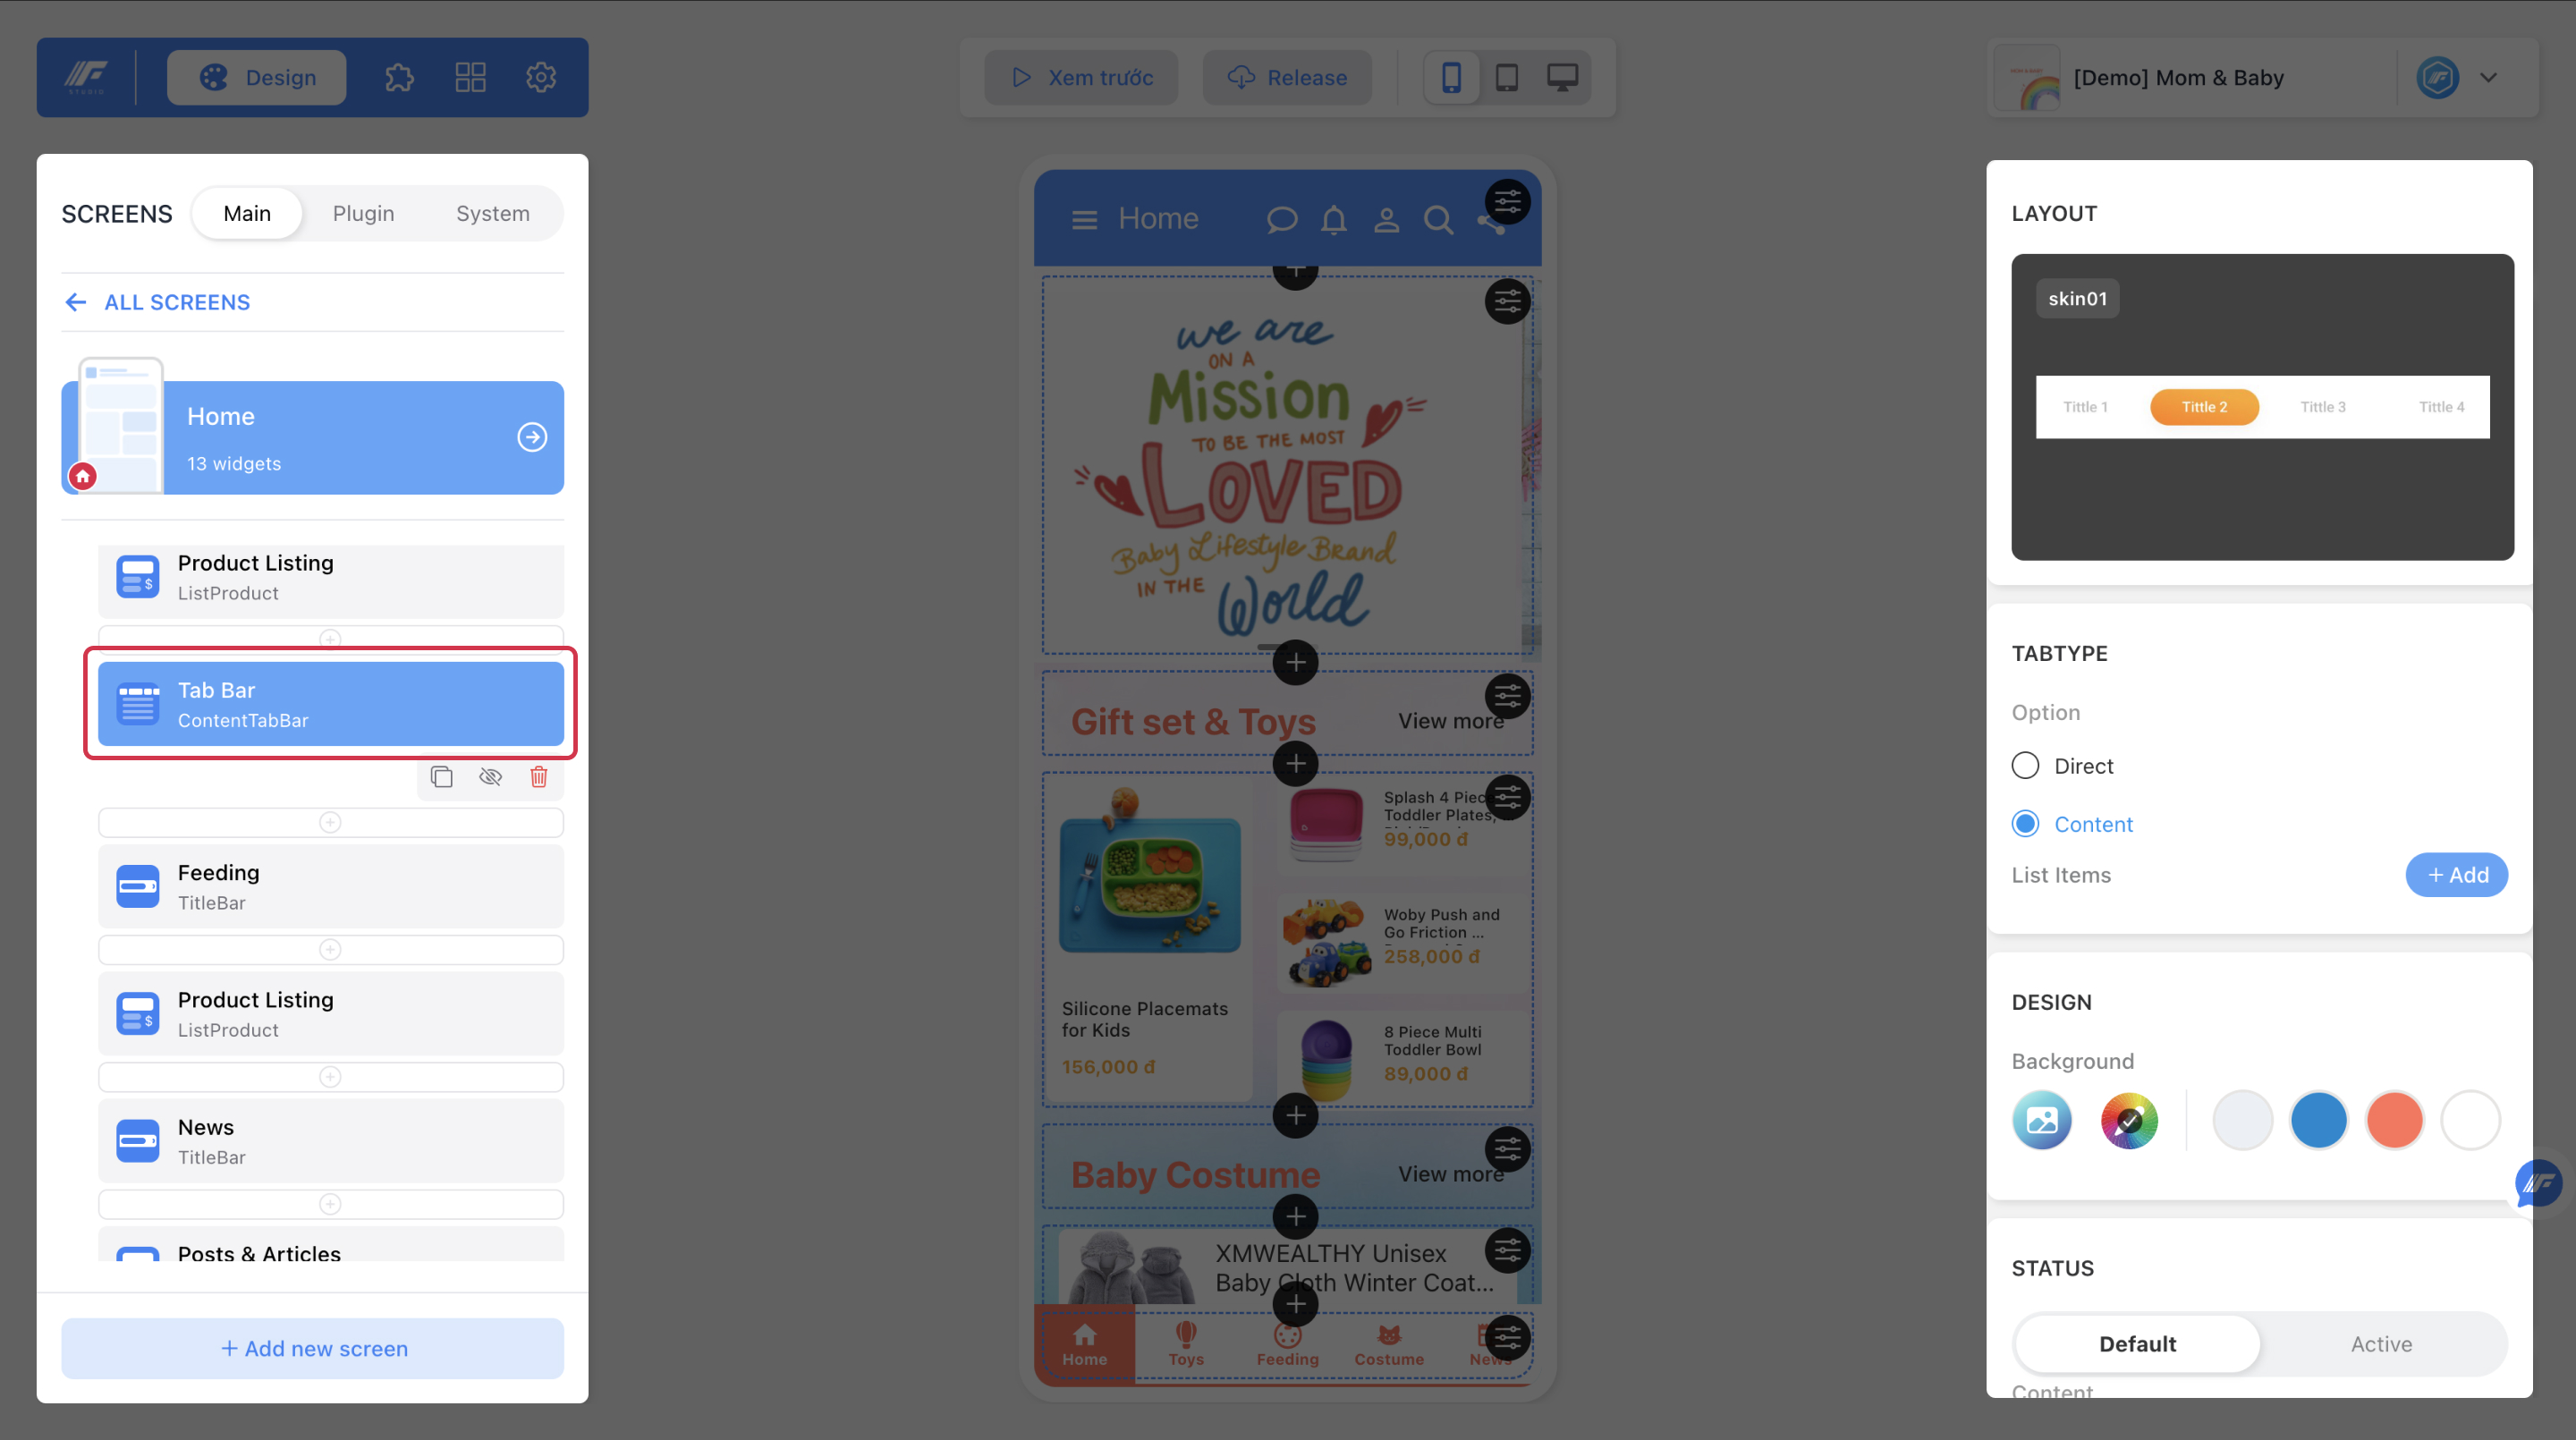 STUDIO
Design
Xem trước
Release
[Demo] Mom & Baby
SCREENS
Main
Plugin
System
ALL SCREENS
Home
13 widgets
Product Listing
ListProduct
Tab Bar
ContentTabBar
Feeding
TitleBar
Product Listing
ListProduct
News
TitleBar
Posts & Articles
+ Add new screen
Home
we are
ON A
Mission
TO BE THE MOST
LOVED
Baby Lifestyle Brand
IN THE
World
Gift set & Toys
View more
Silicone Placemats
for Kids
156,000 đ
Splash 4 Piec
Toddler Plates, ...
99,000 đ
Woby Push and
Go Friction ...
258,000 đ
8 Piece Multi
Toddler Bowl
89,000 đ
Baby Costume
View more
XMWEALTHY Unisex
Baby Cloth Winter Coat...
Home
Toys
Feeding
Costume
News
LAYOUT
skin01
Tittle 1
Tittle 2
Tittle 3
Tittle 4
TABTYPE
Option
Direct
Content
List Items
+ Add
DESIGN
Background
STATUS
Default
Active
Content